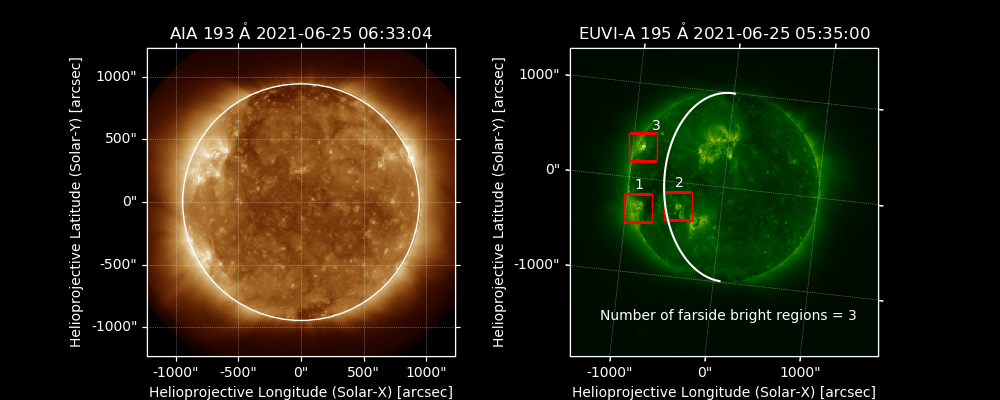 AIA 193 Å 2021-06-25 06:33:04
Helioprojective Latitude (Solar-Y) [arcsec]
1000"
500"
0"
-500"
-1000"
-1000"
-500"
0"
500"
1000"
Helioprojective Longitude (Solar-X) [arcsec]
EUVI-A 195 Å 2021-06-25 05:35:00
Helioprojective Latitude (Solar-Y) [arcsec]
1000"
0"
-1000"
3
1
2
Number of farside bright regions = 3
-1000"
0"
1000"
Helioprojective Longitude (Solar-X) [arcsec]